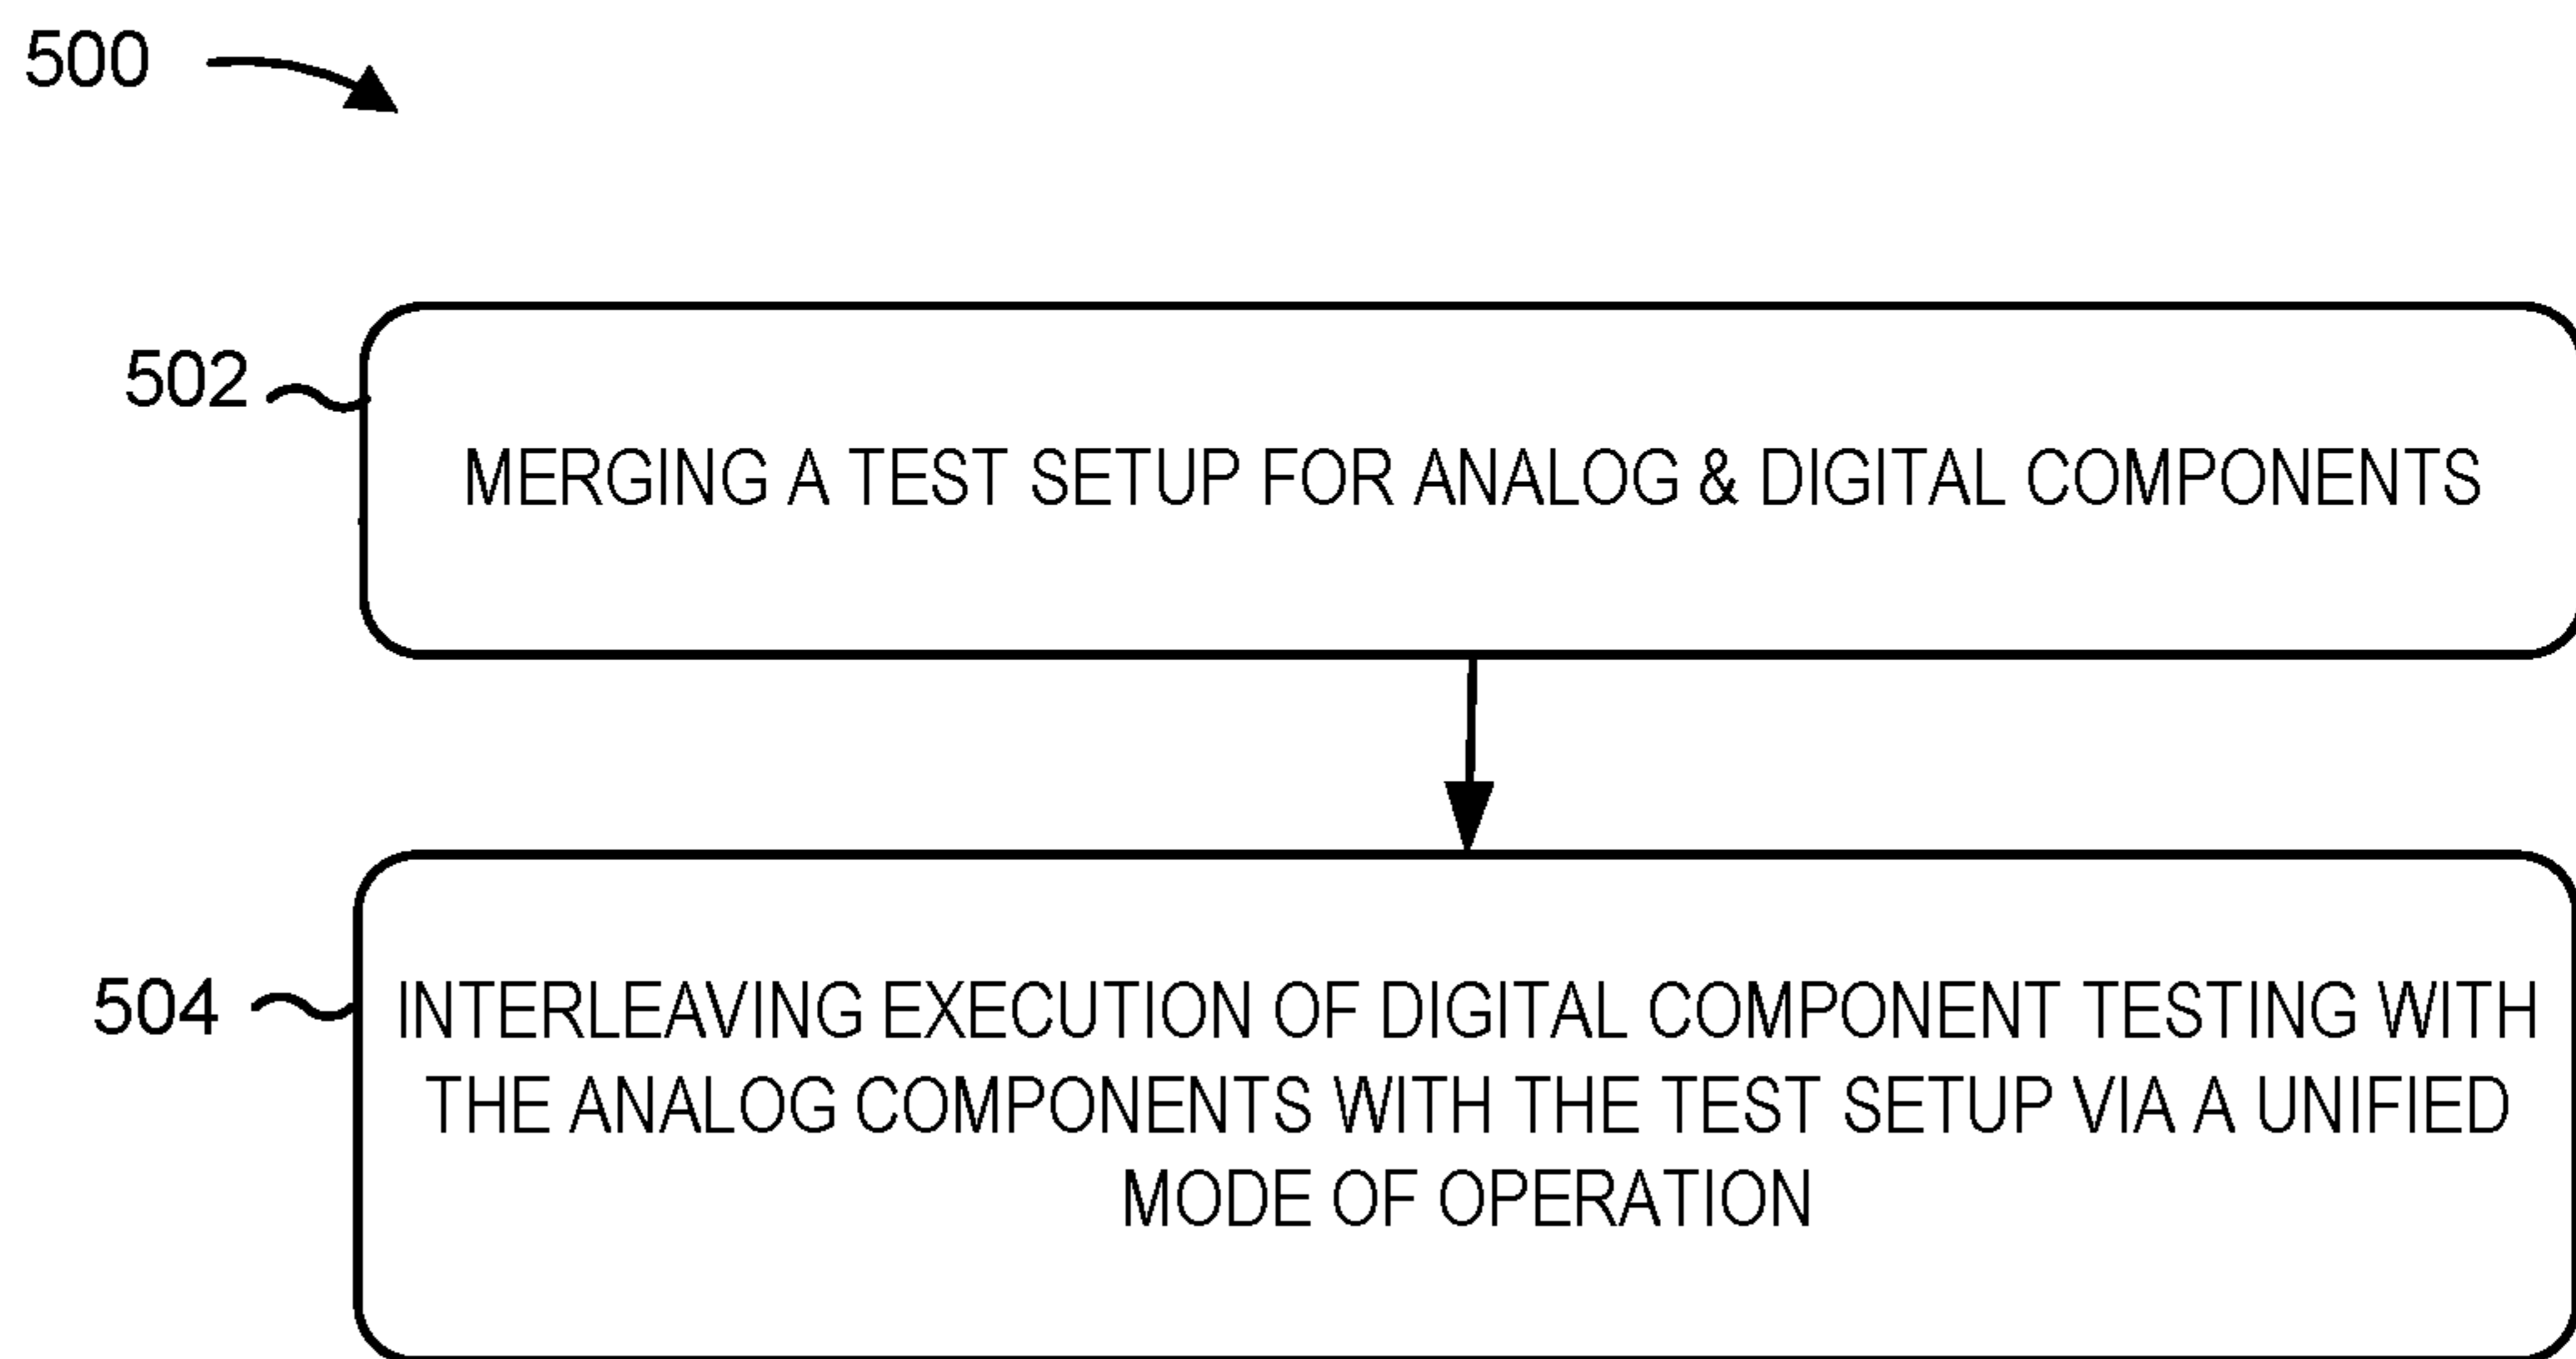 500
502
MERGING A TEST SETUP FOR ANALOG & DIGITAL COMPONENTS
504
INTERLEAVING EXECUTION OF DIGITAL COMPONENT TESTING WITH
THE ANALOG COMPONENTS WITH THE TEST SETUP VIA A UNIFIED
MODE OF OPERATION